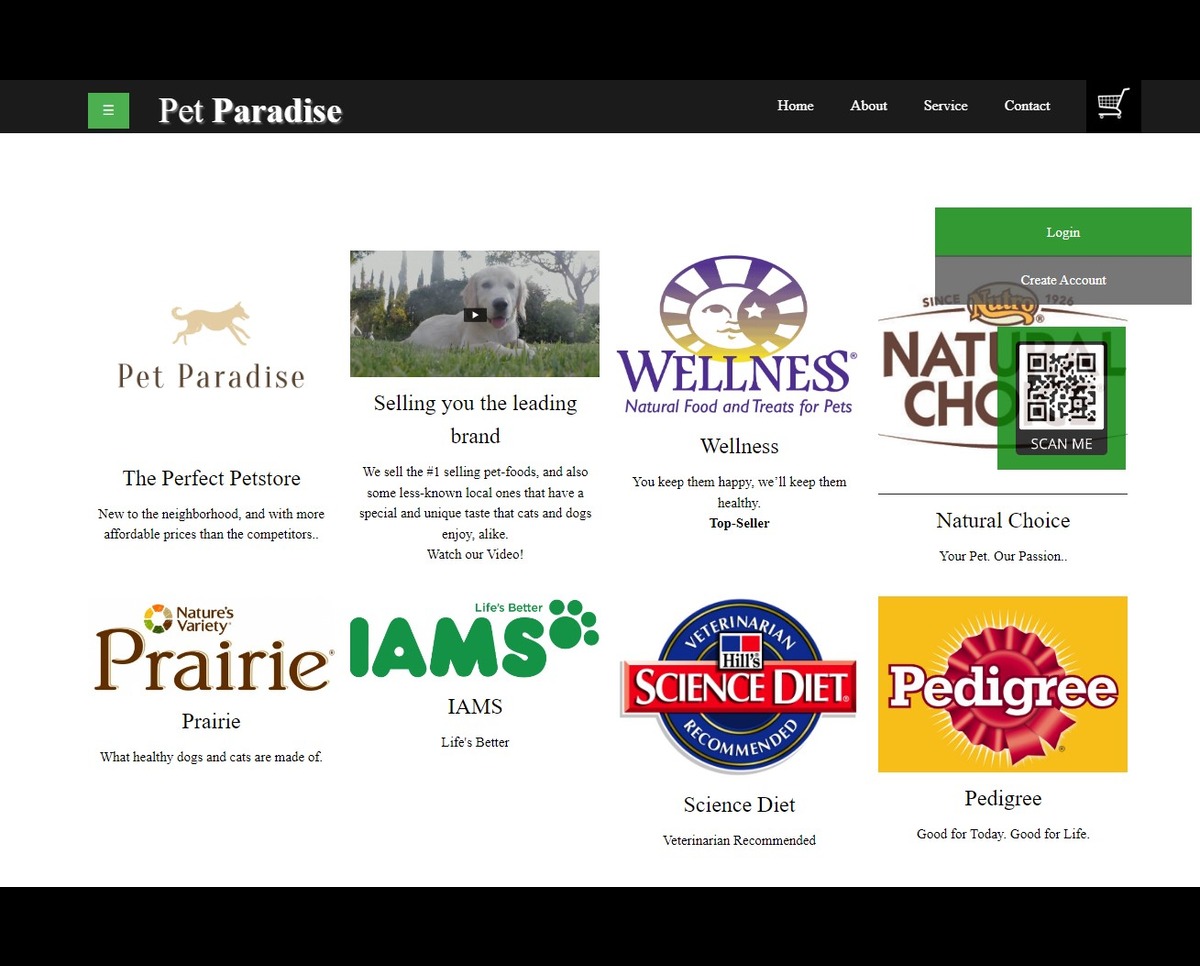 ☰
Pet Paradise
Home
About
Service
Contact
Login
Create Account
Pet Paradise
The Perfect Petstore
New to the neighborhood, and with more
affordable prices than the competitors..
Selling you the leading
brand
We sell the #1 selling pet-foods, and also
some less-known local ones that have a
special and unique taste that cats and dogs
enjoy, alike.
Watch our Video!
WELLNESS®
Natural Food and Treats for Pets
Wellness
You keep them happy, we'll keep them
healthy.
Top-Seller
SINCE Nutro 1926
®
NATURAL
CHOICE
SCAN ME
Natural Choice
Your Pet. Our Passion..
Nature's
Variety
Prairie
Prairie
What healthy dogs and cats are made of.
Life's Better
IAMS
IAMS
Life's Better
VETERINARIAN
Hill's
SCIENCE DIET®
RECOMMENDED
Science Diet
Veterinarian Recommended
Pedigree
®
Pedigree
Good for Today. Good for Life.